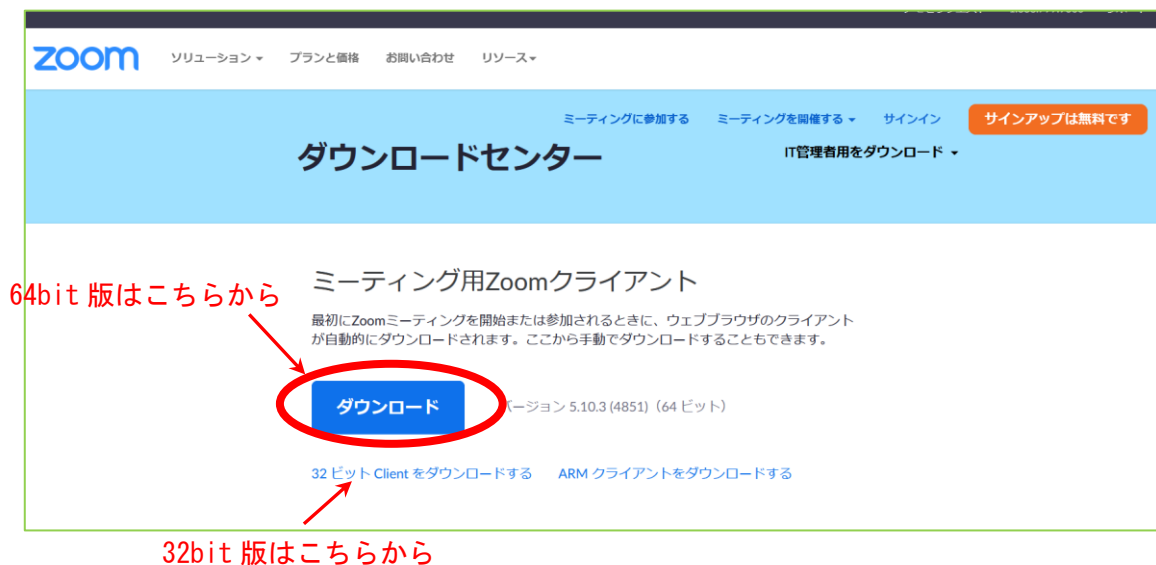 zoom ソリューション プランと価格 お問い合わせ リソース
ミーティングに参加する ミーティングを開催する サインイン サインアップは無料です
ダウンロードセンター IT管理者用をダウンロード
ミーティング用Zoomクライアント
64bit 版はこちらから
最初にZoomミーティングを開始または参加されるときに、ウェブブラウザのクライアント
が自動的にダウンロードされます。ここから手動でダウンロードすることもできます。
ダウンロード バージョン 5.10.3 (4851)（64 ビット）
32 ビット Client をダウンロードする ARM クライアントをダウンロードする
32bit 版はこちらから